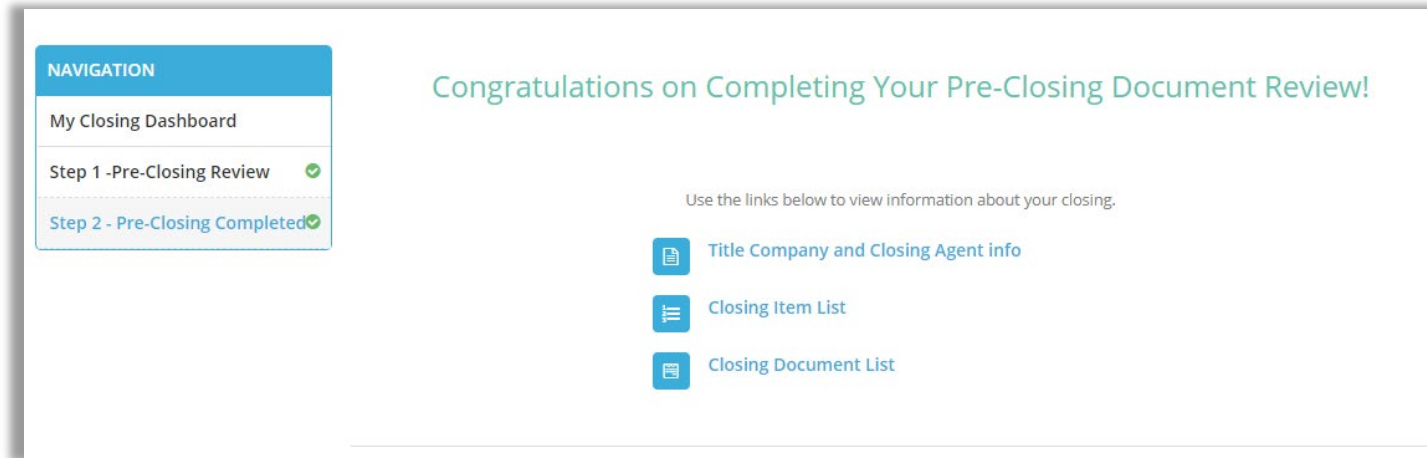 NAVIGATION
My Closing Dashboard
Step 1 -Pre-Closing Review
Step 2 - Pre-Closing Completed
Congratulations on Completing Your Pre-Closing Document Review!
Use the links below to view information about your closing.
Title Company and Closing Agent info
Closing Item List
Closing Document List